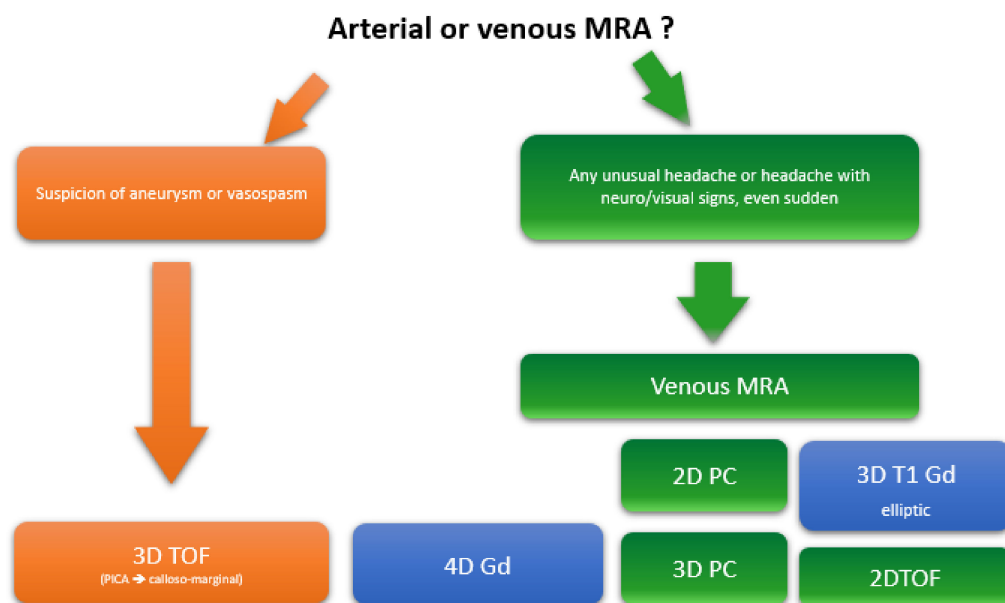 Arterial or venous MRA ?
Suspicion of aneurysm or vasospasm
Any unusual headache or headache with
neuro/visual signs, even sudden
Venous MRA
2D PC
3D T1 Gd
elliptic
3D TOF
(PICA ➔ calloso-marginal)
4D Gd
3D PC
2DTOF